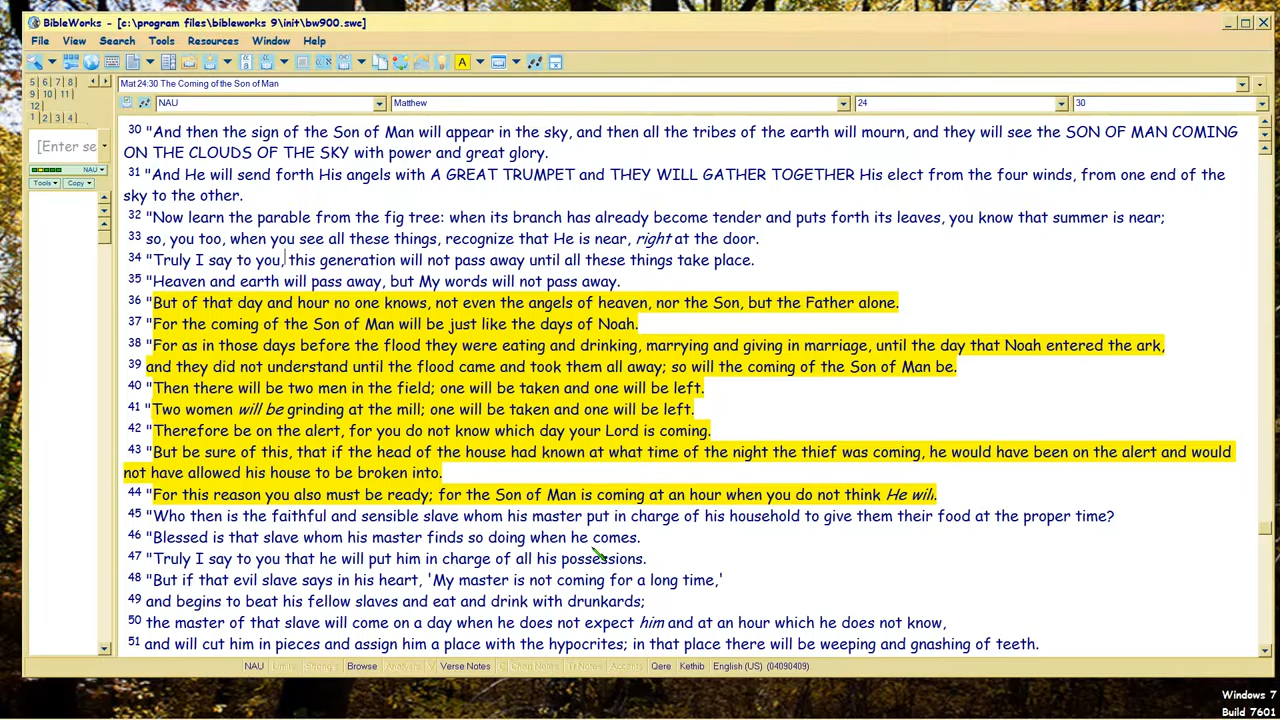 BibleWorks - [c:\program files\bibleworks 9\init\bw900.swc]
File View Search Tools Resources Window Help
5 6 7 8
9 10 11
12
1 2 3 4
Mat 24:30 The Coming of the Son of Man
NAU Matthew 24 30
[Enter se
NAU
Tools Copy
30 "And then the sign of the Son of Man will appear in the sky, and then all the tribes of the earth will mourn, and they will see the SON OF MAN COMING
ON THE CLOUDS OF THE SKY with power and great glory.
31 "And He will send forth His angels with A GREAT TRUMPET and THEY WILL GATHER TOGETHER His elect from the four winds, from one end of the
sky to the other.
32 "Now learn the parable from the fig tree: when its branch has already become tender and puts forth its leaves, you know that summer is near;
33 so, you too, when you see all these things, recognize that He is near, right at the door.
34 "Truly I say to you, this generation will not pass away until all these things take place.
35 "Heaven and earth will pass away, but My words will not pass away.
36 "But of that day and hour no one knows, not even the angels of heaven, nor the Son, but the Father alone.
37 "For the coming of the Son of Man will be just like the days of Noah.
38 "For as in those days before the flood they were eating and drinking, marrying and giving in marriage, until the day that Noah entered the ark,
39 and they did not understand until the flood came and took them all away; so will the coming of the Son of Man be.
40 "Then there will be two men in the field; one will be taken and one will be left.
41 "Two women will be grinding at the mill; one will be taken and one will be left.
42 "Therefore be on the alert, for you do not know which day your Lord is coming.
43 "But be sure of this, that if the head of the house had known at what time of the night the thief was coming, he would have been on the alert and would
not have allowed his house to be broken into.
44 "For this reason you also must be ready; for the Son of Man is coming at an hour when you do not think He will.
45 "Who then is the faithful and sensible slave whom his master put in charge of his household to give them their food at the proper time?
46 "Blessed is that slave whom his master finds so doing when he comes.
47 "Truly I say to you that he will put him in charge of all his possessions.
48 "But if that evil slave says in his heart, 'My master is not coming for a long time,'
49 and begins to beat his fellow slaves and eat and drink with drunkards;
50 the master of that slave will come on a day when he does not expect him and at an hour which he does not know,
51 and will cut him in pieces and assign him a place with the hypocrites; in that place there will be weeping and gnashing of teeth.
NAU Limits Strong's Browse V Verse Notes C Chap Notes Tr Notes Accents Qere Kethib English (US) (04090409)
Windows 7
Build 7601